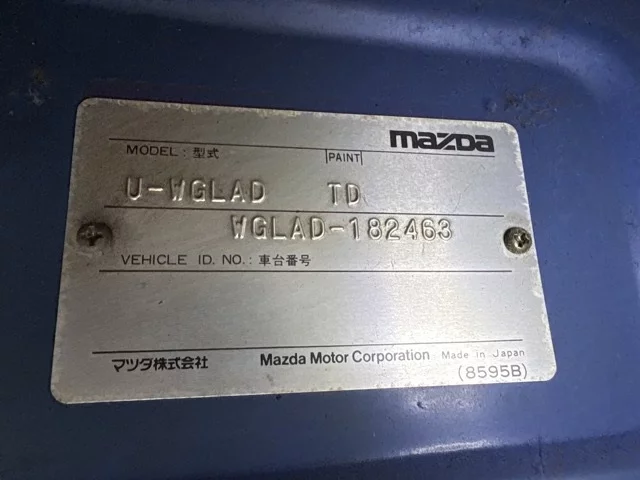 mazda
MODEL : 型式 PAINT
U-WGLAD TD
WGLAD-182463
VEHICLE ID. NO. : 車台番号
マツダ株式会社 Mazda Motor Corporation Made in Japan
(8595B)